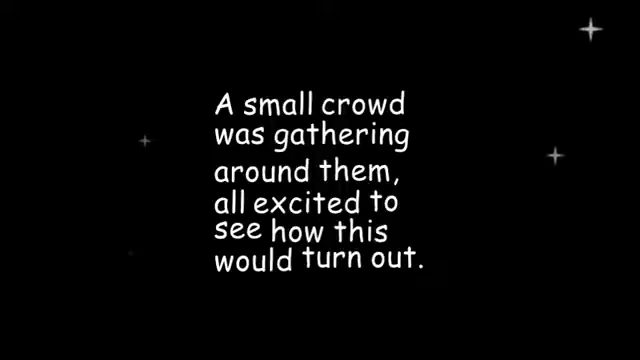 A small crowd
was gathering
around them,
all excited to
see how this
would turn out.